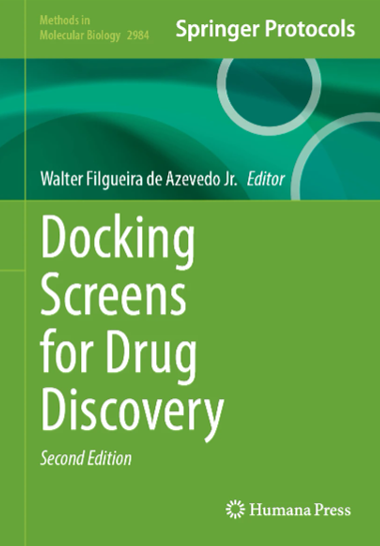 Methods in
Molecular Biology 2984
Springer Protocols
Walter Filgueira de Azevedo Jr. Editor
Docking
Screens
for Drug
Discovery
Second Edition
Humana Press